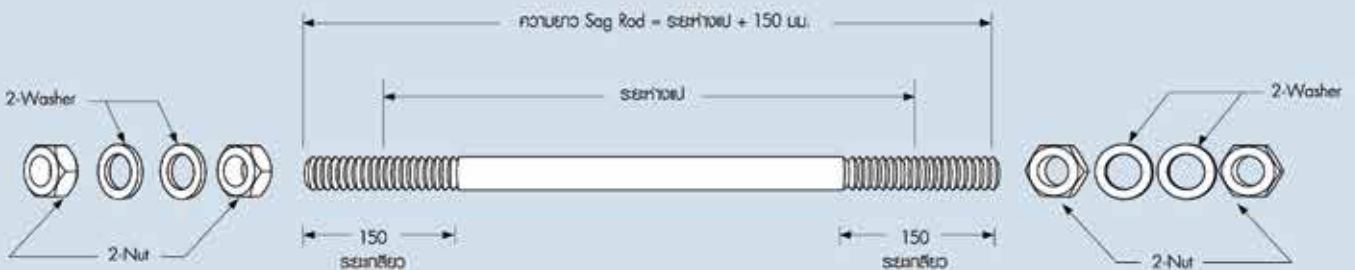 ความยาว Sag Rod = ระยะห่างแป + 150 มม.
2-Washer
ระยะห่างแป
2-Washer
150
ระยะเกลียว
150
ระยะเกลียว
2-Nut
2-Nut